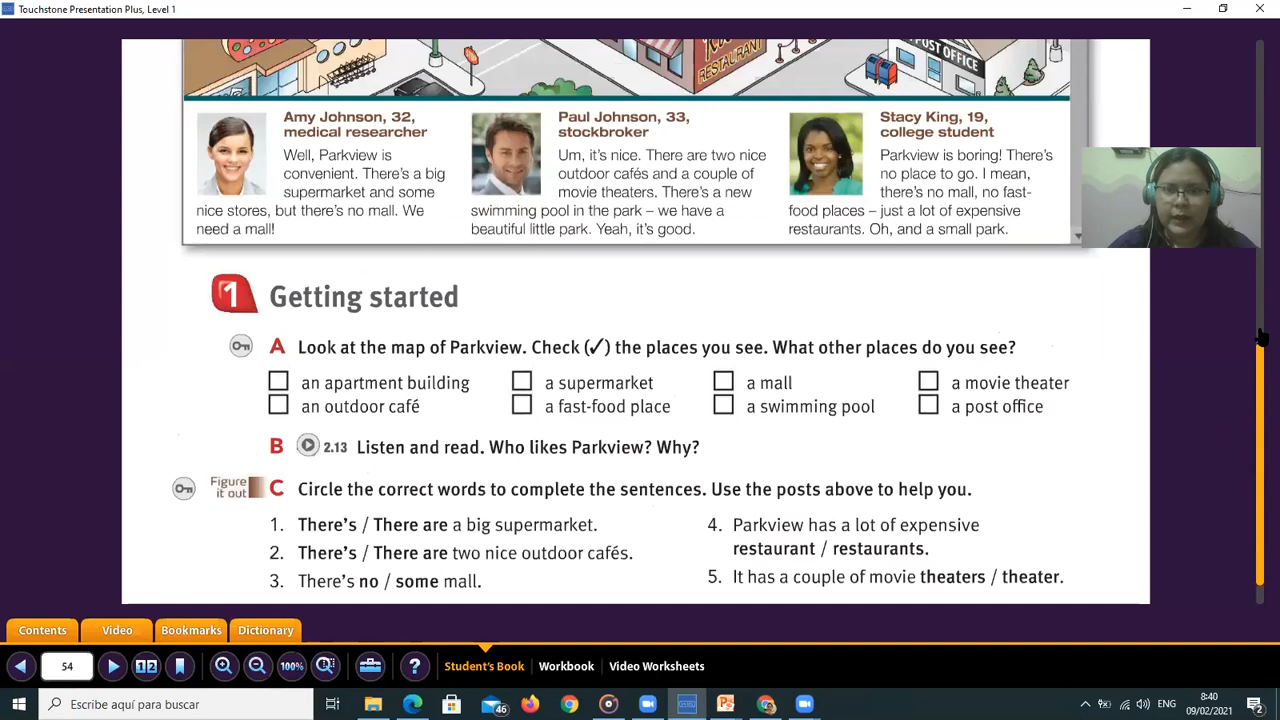 Touchstone Presentation Plus, Level 1
RESTAURANT
POST OFFICE
Amy Johnson, 32,
medical researcher
Well, Parkview is
convenient. There's a big
supermarket and some
nice stores, but there's no mall. We
need a mall!
Paul Johnson, 33,
stockbroker
Um, it's nice. There are two nice
outdoor cafés and a couple of
movie theaters. There's a new
swimming pool in the park – we have a
beautiful little park. Yeah, it's good.
Stacy King, 19,
college student
Parkview is boring! There's
no place to go. I mean,
there's no mall, no fast-
food places – just a lot of expensive
restaurants. Oh, and a small park.
1 Getting started
A Look at the map of Parkview. Check (✓) the places you see. What other places do you see?
an apartment building a supermarket a mall a movie theater
an outdoor café a fast-food place a swimming pool a post office
B 2.13 Listen and read. Who likes Parkview? Why?
Figure
it out
C Circle the correct words to complete the sentences. Use the posts above to help you.
1. There's / There are a big supermarket.
2. There's / There are two nice outdoor cafés.
3. There's no / some mall.
4. Parkview has a lot of expensive
restaurant / restaurants.
5. It has a couple of movie theaters / theater.
Contents Video Bookmarks Dictionary
54 12 100% ? Student's Book Workbook Video Worksheets
Escribe aquí para buscar
46
ENG
8:40
09/02/2021
2